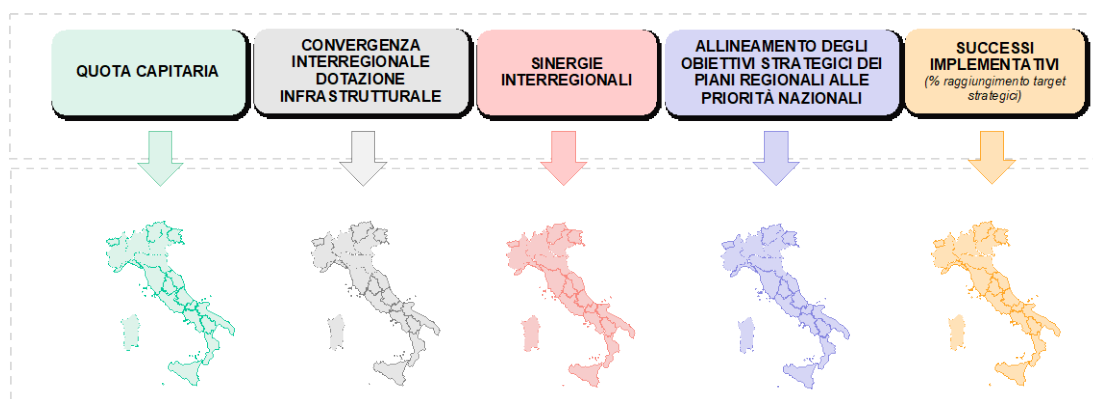 QUOTA CAPITARIA
CONVERGENZA
INTERREGIONALE
DOTAZIONE
INFRASTRUTTURALE
SINERGIE
INTERREGIONALI
ALLINEAMENTO DEGLI
OBIETTIVI STRATEGICI DEI
PIANI REGIONALI ALLE
PRIORITÀ NAZIONALI
SUCCESSI
IMPLEMENTATIVI
(% raggiungimento target
strategici)